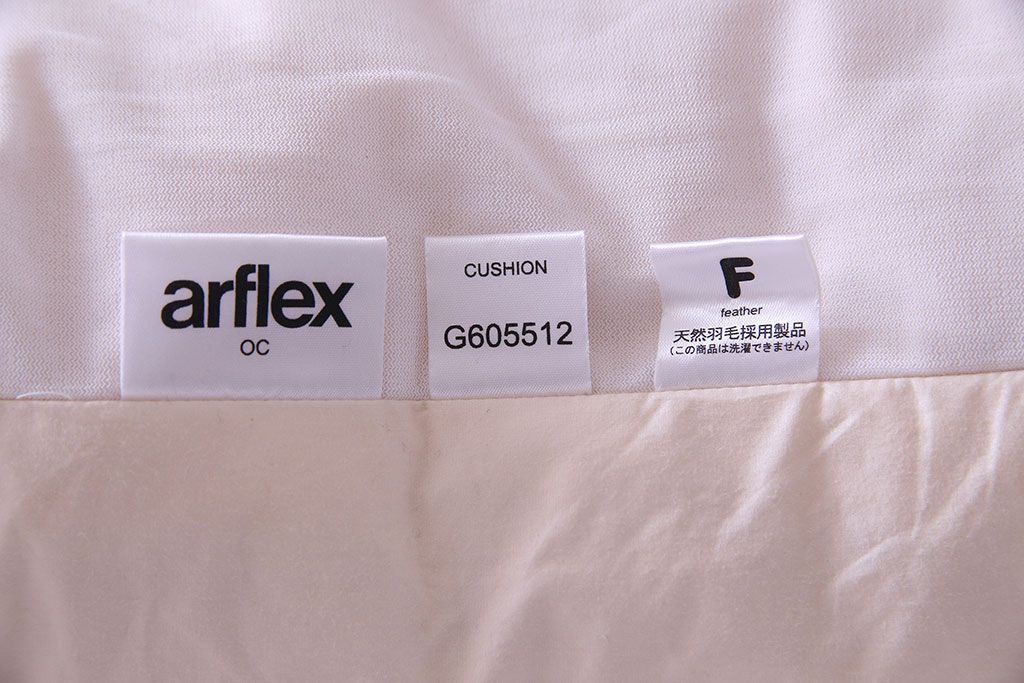 arflex
OC
CUSHION
G605512
F
feather
天然羽毛採用製品
(この商品は洗濯できません)